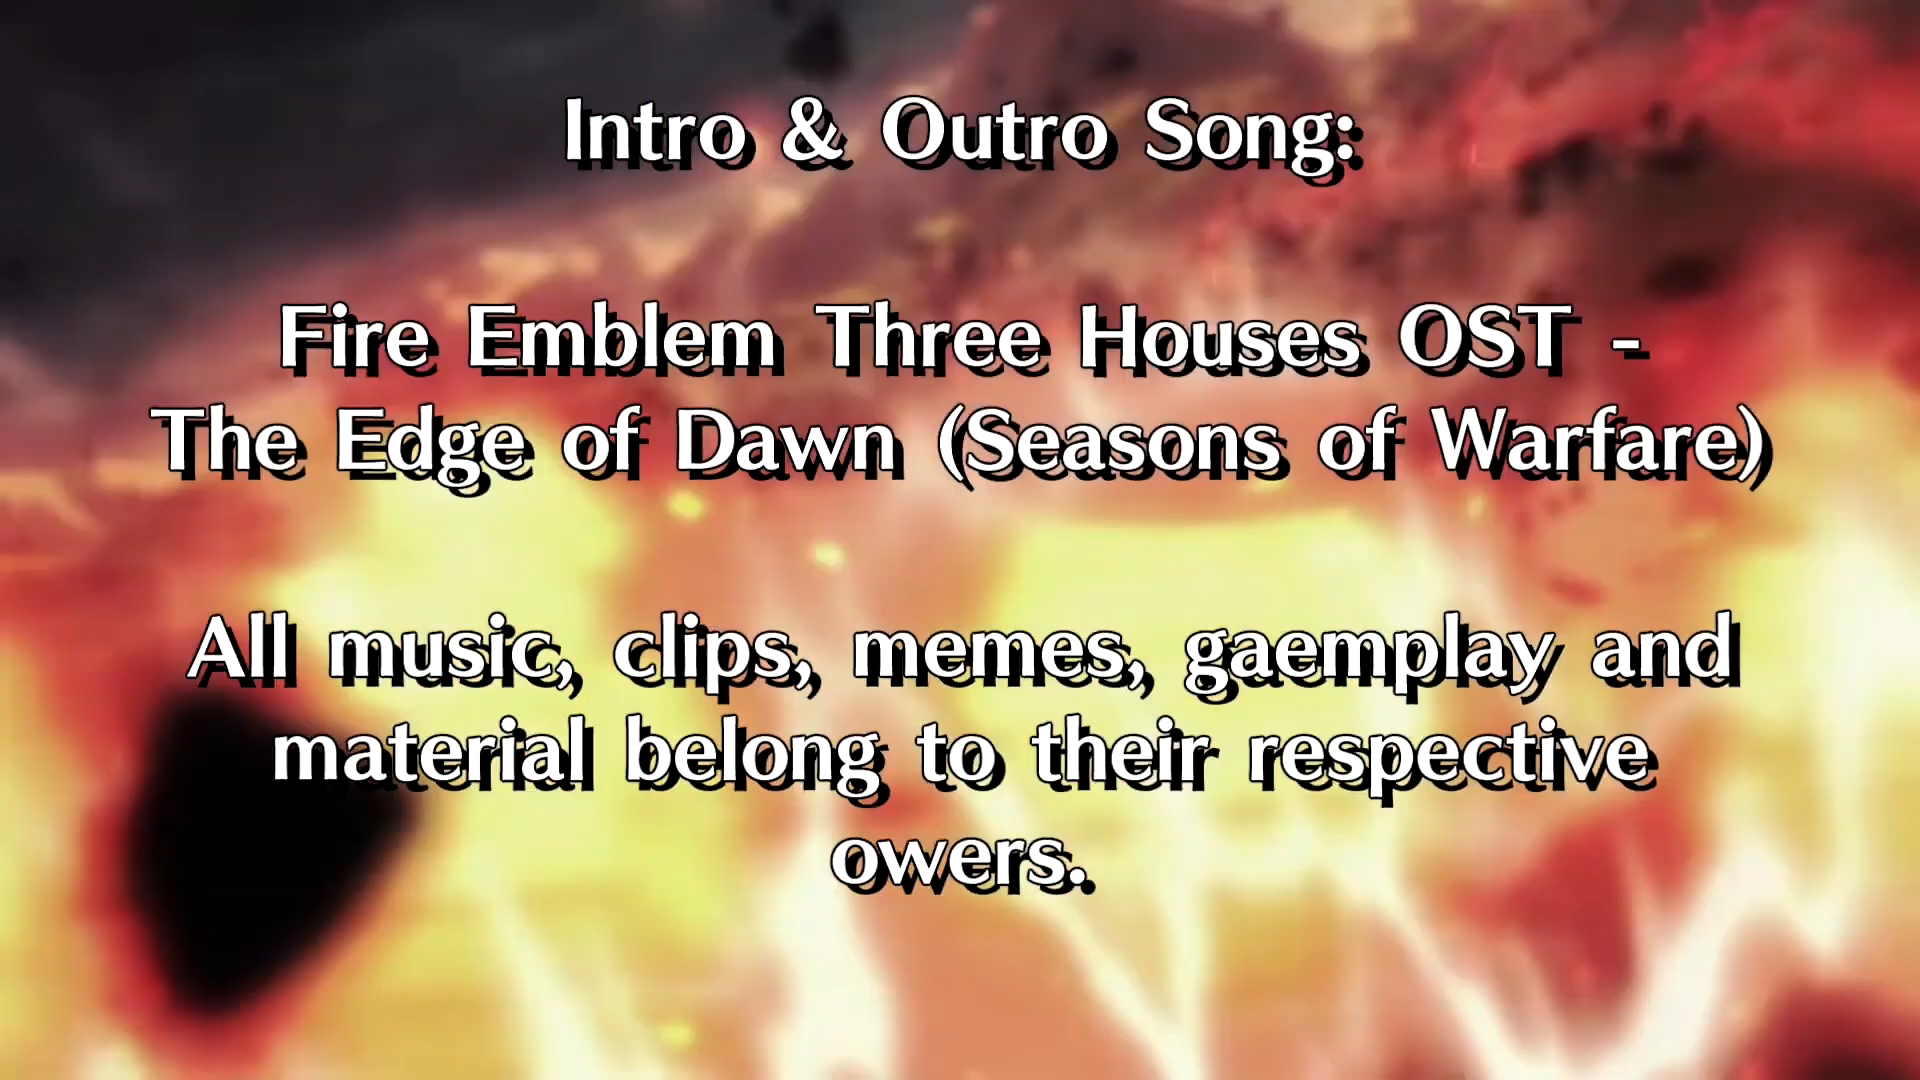 Intro & Outro Song:
Fire Emblem Three Houses OST -
The Edge of Dawn (Seasons of Warfare)
All music, clips, memes, gaemplay and
material belong to their respective
owers.